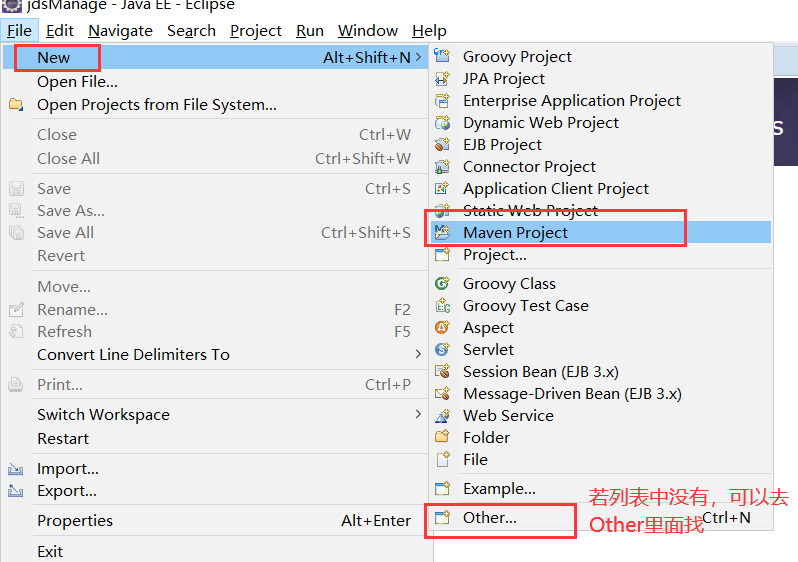 jdsManage - Java EE - Eclipse
File Edit Navigate Search Project Run Window Help
New Alt+Shift+N >
Open File...
Open Projects from File System...
Close Ctrl+W
Close All Ctrl+Shift+W
Save Ctrl+S
Save As...
Save All Ctrl+Shift+S
Revert
Move...
Rename... F2
Refresh F5
Convert Line Delimiters To >
Print... Ctrl+P
Switch Workspace >
Restart
Import...
Export...
Properties Alt+Enter
Exit
Groovy Project
JPA Project
Enterprise Application Project
Dynamic Web Project
EJB Project
Connector Project
Application Client Project
Static Web Project
Maven Project
Project...
Groovy Class
Groovy Test Case
Aspect
Servlet
Session Bean (EJB 3.x)
Message-Driven Bean (EJB 3.x)
Web Service
Folder
File
Example...
Other... Ctrl+N
若列表中没有，可以去
Other里面找
s